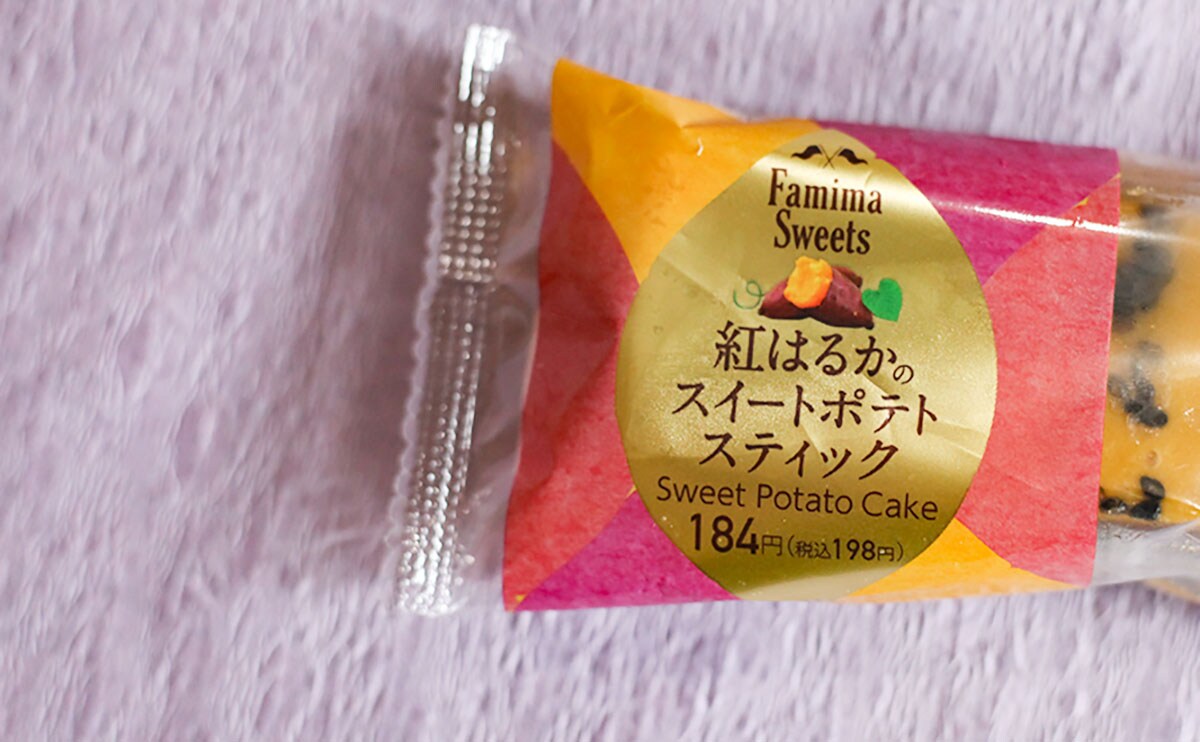 Famima
Sweets
紅はるかの
スイートポテト
スティック
Sweet Potato Cake
184円(税込198円)